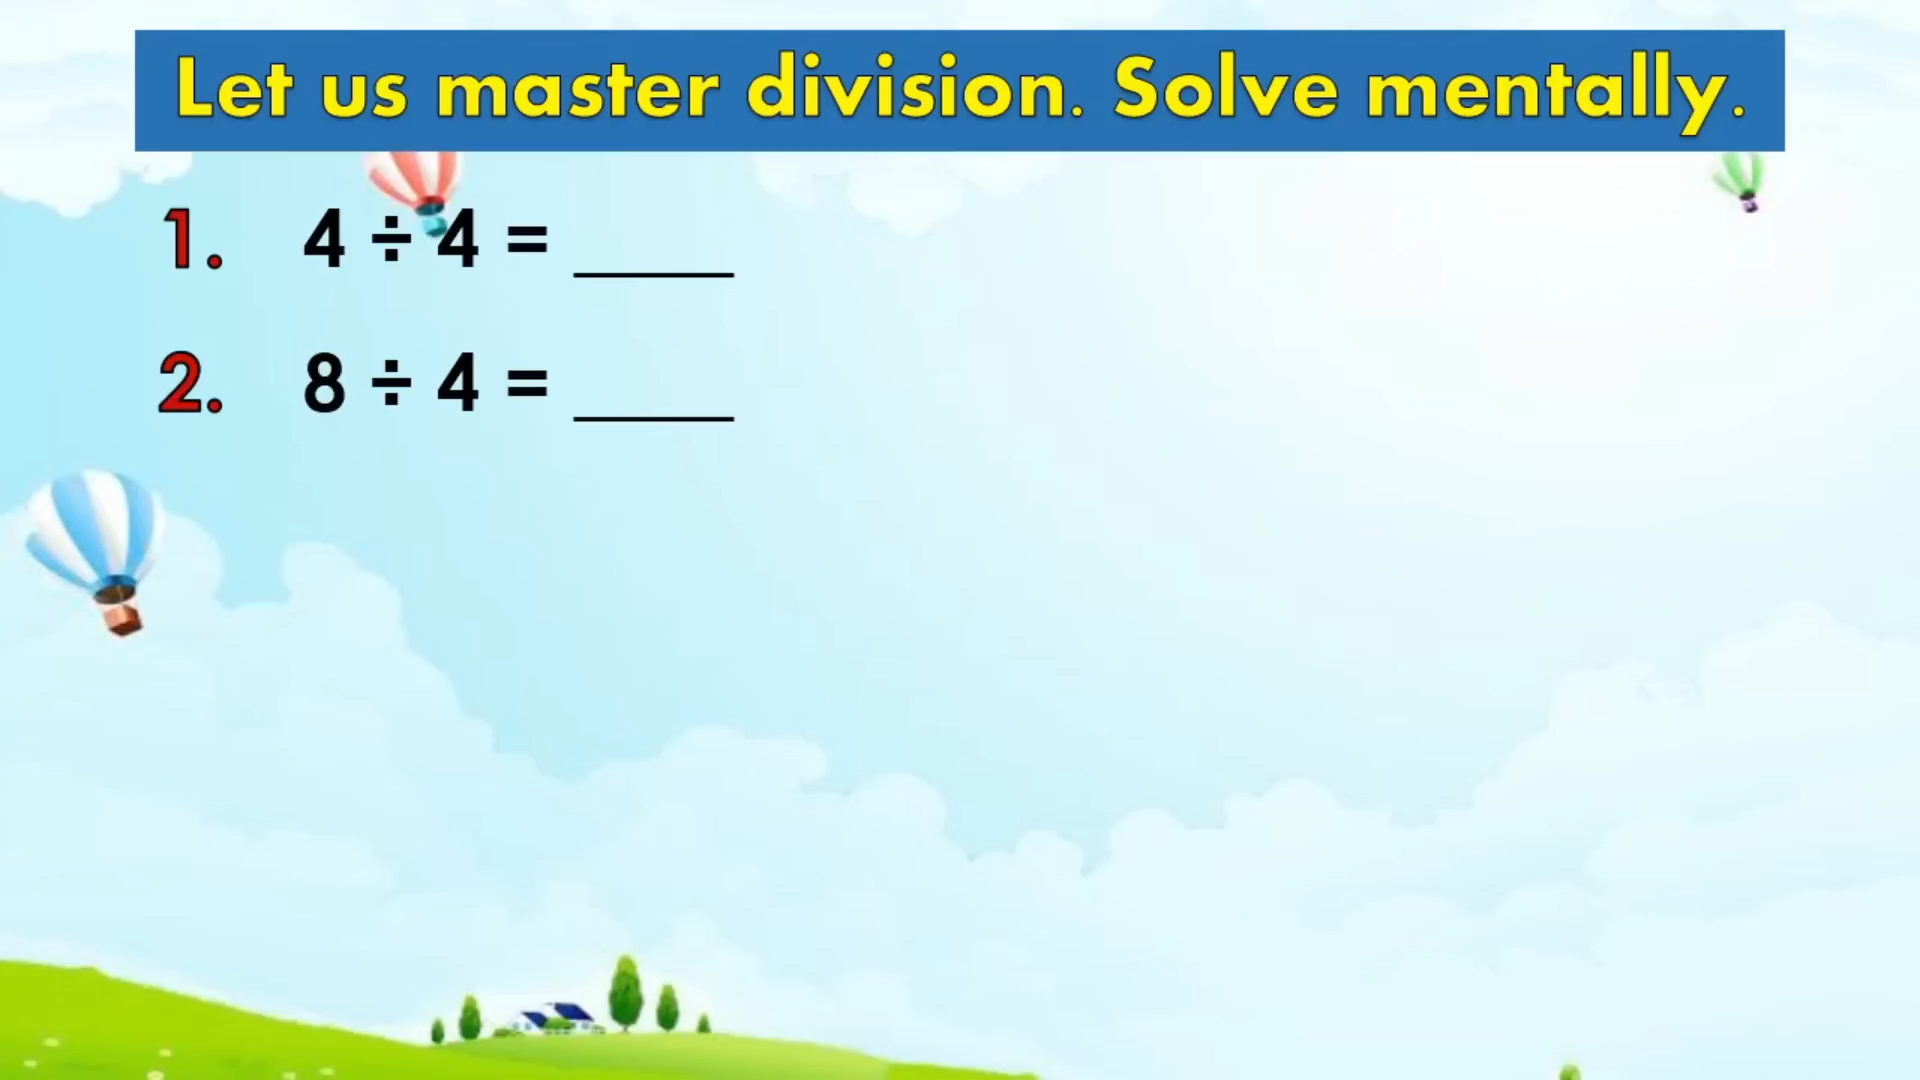 Let us master division. Solve mentally.
1. 4 ÷ 4 = ____
2. 8 ÷ 4 = ____